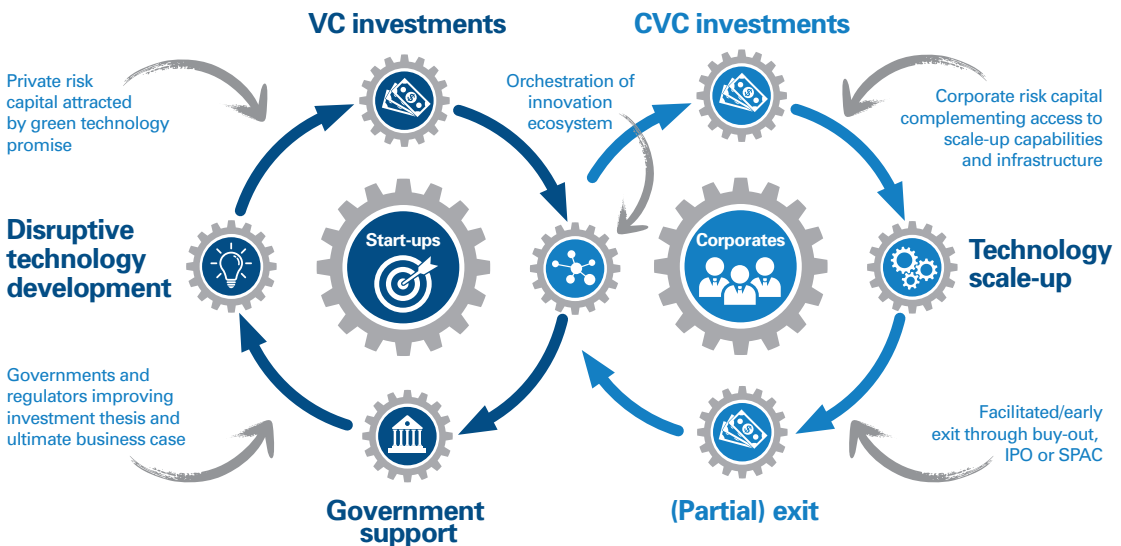 VC investments
CVC investments
Private risk
capital attracted
by green technology
promise
Orchestration of
innovation
ecosystem
Corporate risk capital
complementing access to
scale-up capabilities
and infrastructure
Disruptive
technology
development
Start-ups
Corporates
Technology
scale-up
Governments and
regulators improving
investment thesis and
ultimate business case
Facilitated/early
exit through buy-out,
IPO or SPAC
Government
support
(Partial) exit